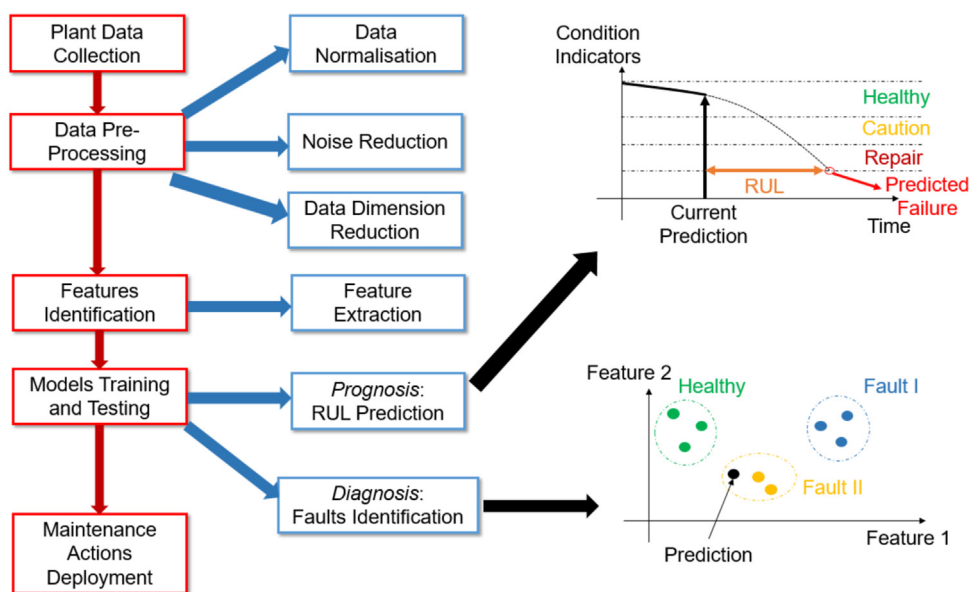 Plant Data
Collection
Data Pre-
Processing
Features
Identification
Models Training
and Testing
Maintenance
Actions
Deployment
Data
Normalisation
Noise Reduction
Data Dimension
Reduction
Feature
Extraction
Prognosis:
RUL Prediction
Diagnosis:
Faults Identification
Condition
Indicators
Healthy
Caution
Repair
RUL
Predicted
Failure
Current
Prediction
Time
Feature 2
Healthy
Fault I
Fault II
Prediction
Feature 1